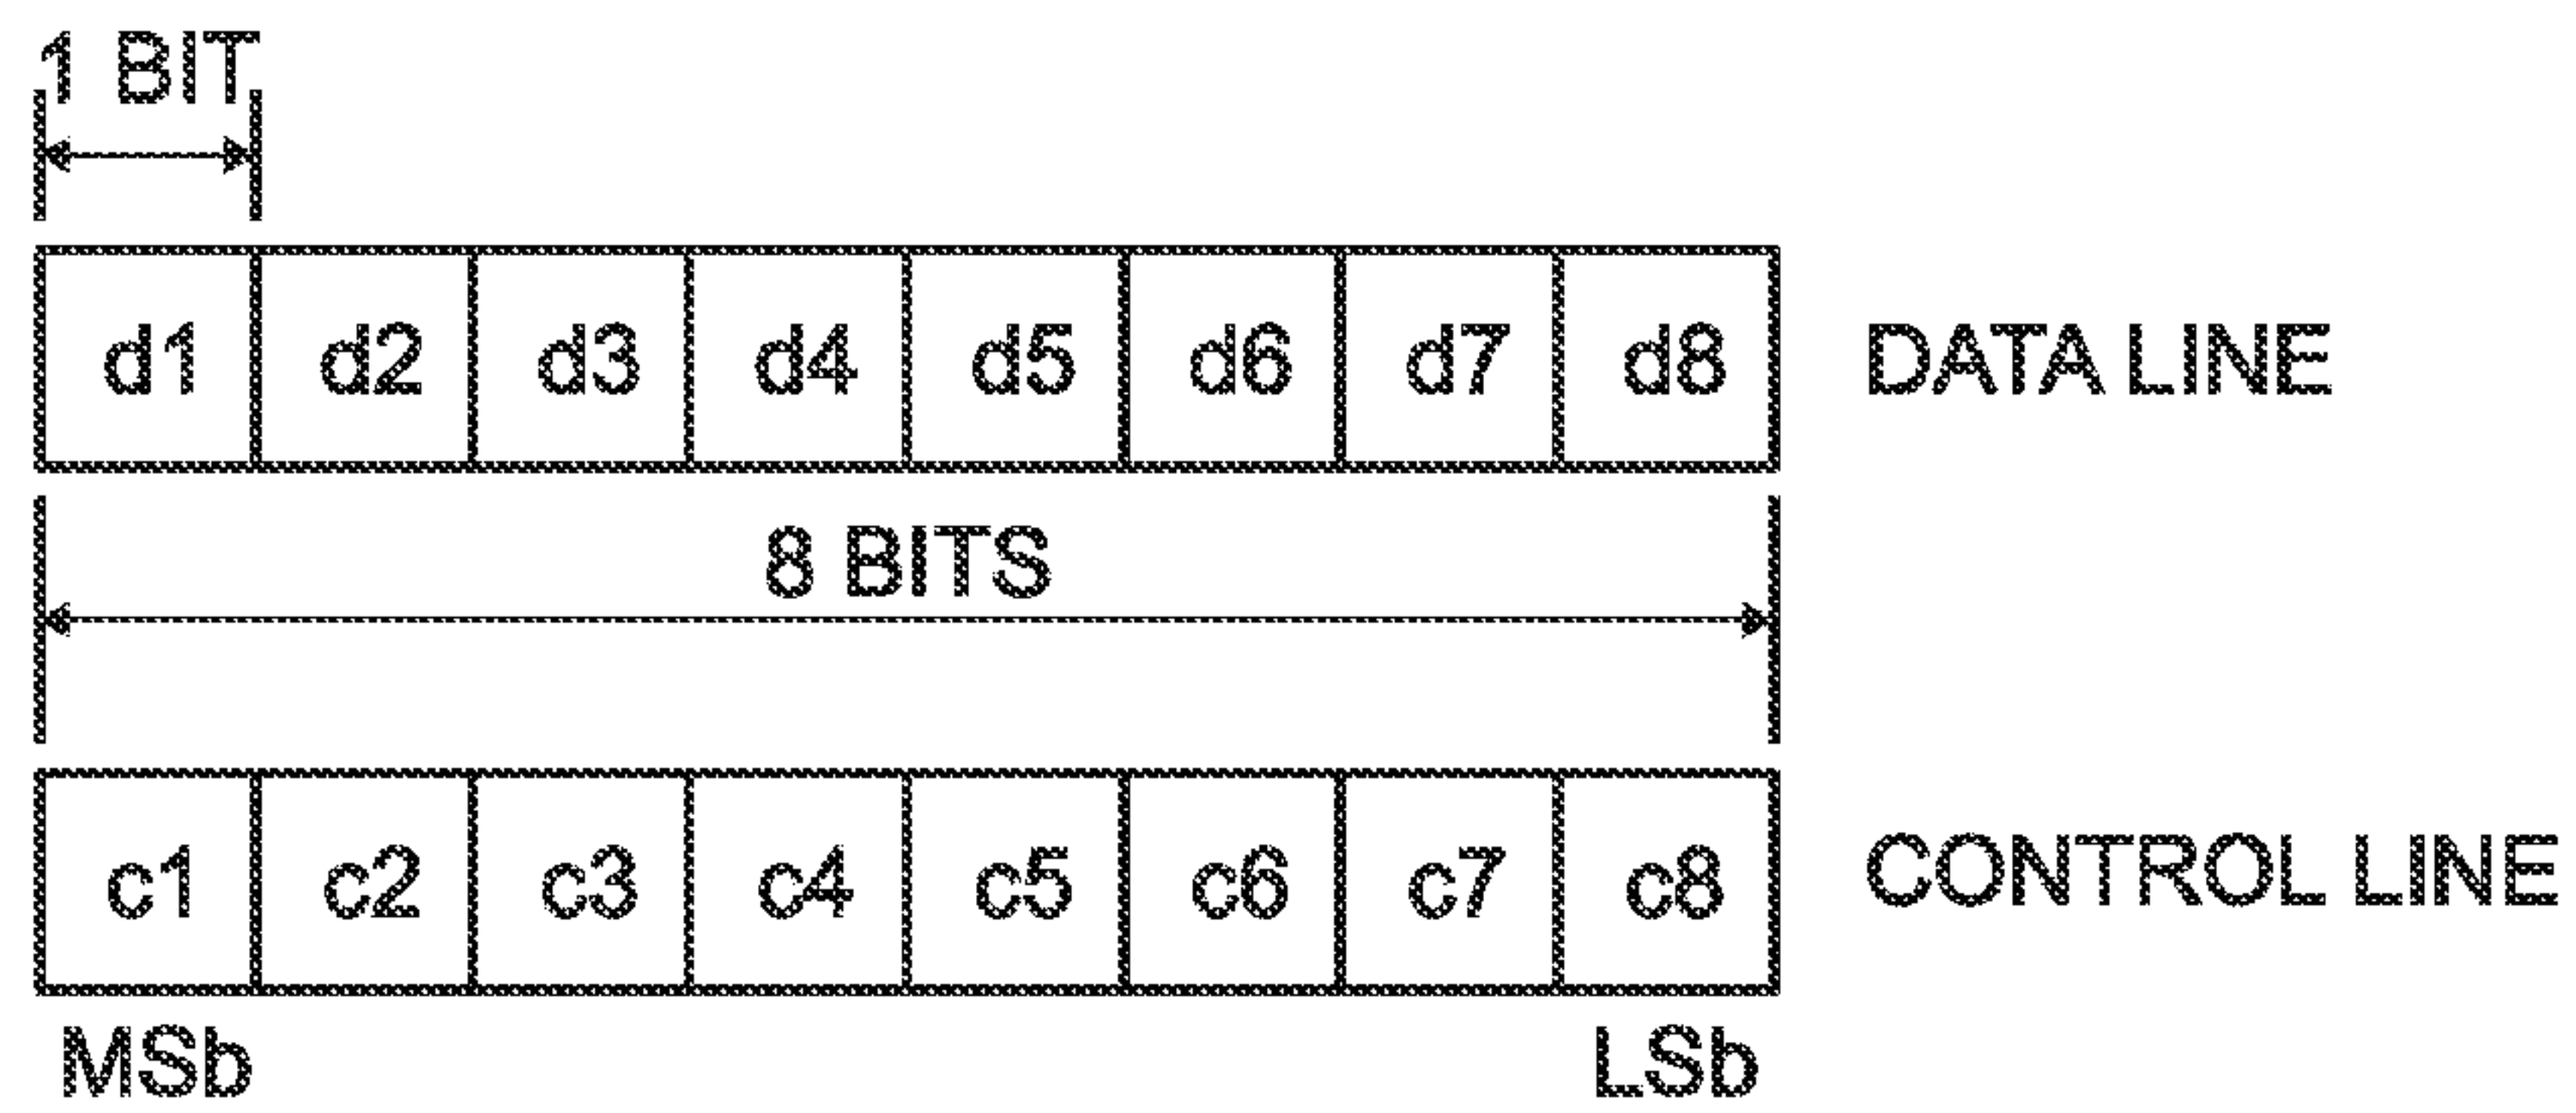 1 BIT
d1 d2 d3 d4 d5 d6 d7 d8 DATA LINE
8 BITS
c1 c2 c3 c4 c5 c6 c7 c8 CONTROL LINE
MSb LSb